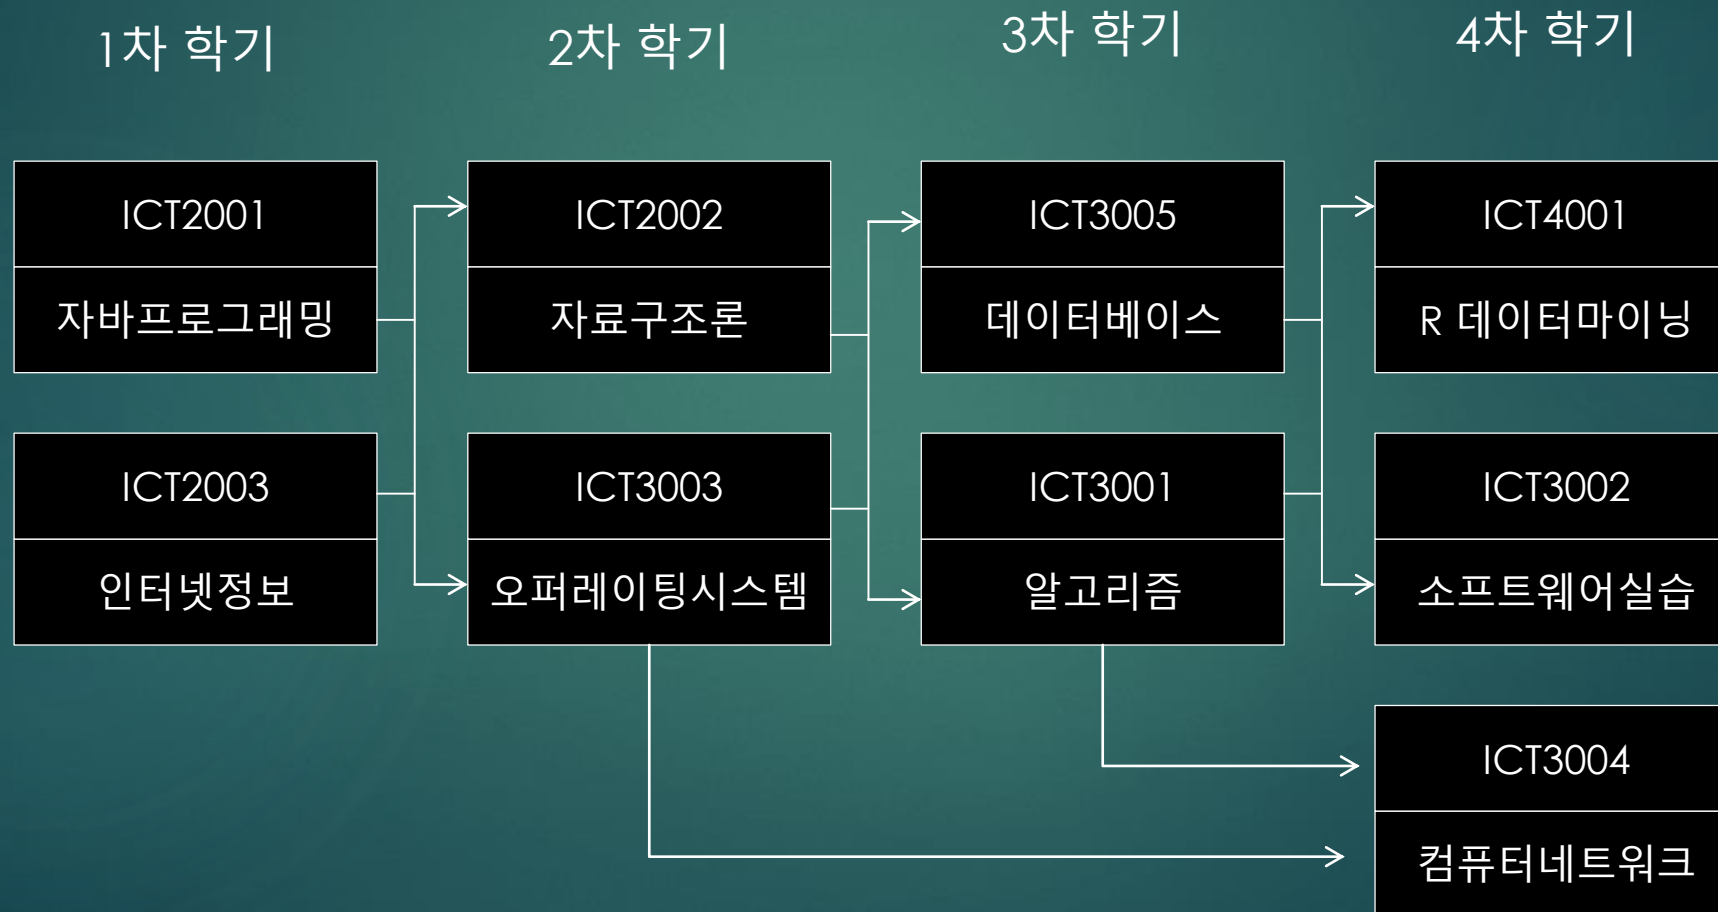 1차 학기
2차 학기
3차 학기
4차 학기
ICT2001
자바프로그래밍
ICT2002
자료구조론
ICT3005
데이터베이스
ICT4001
R 데이터마이닝
ICT2003
인터넷정보
ICT3003
오퍼레이팅시스템
ICT3001
알고리즘
ICT3002
소프트웨어실습
ICT3004
컴퓨터네트워크